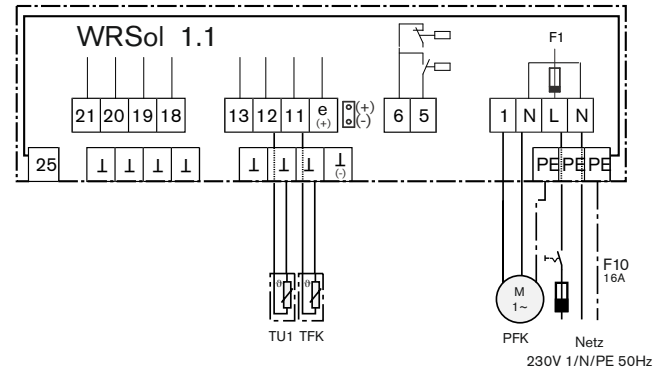 WRSol 1.1
F1
21 20 19 18
13 12 11 e (+)
(+)
(-)
6 5
1 N L N
25
⊥ ⊥ ⊥ ⊥
⊥ ⊥ ⊥ ⊥ (-)
PE PE PE
ϑ ϑ
M
1~
F10
16A
TU1 TFK
PFK
Netz
230V 1/N/PE 50Hz